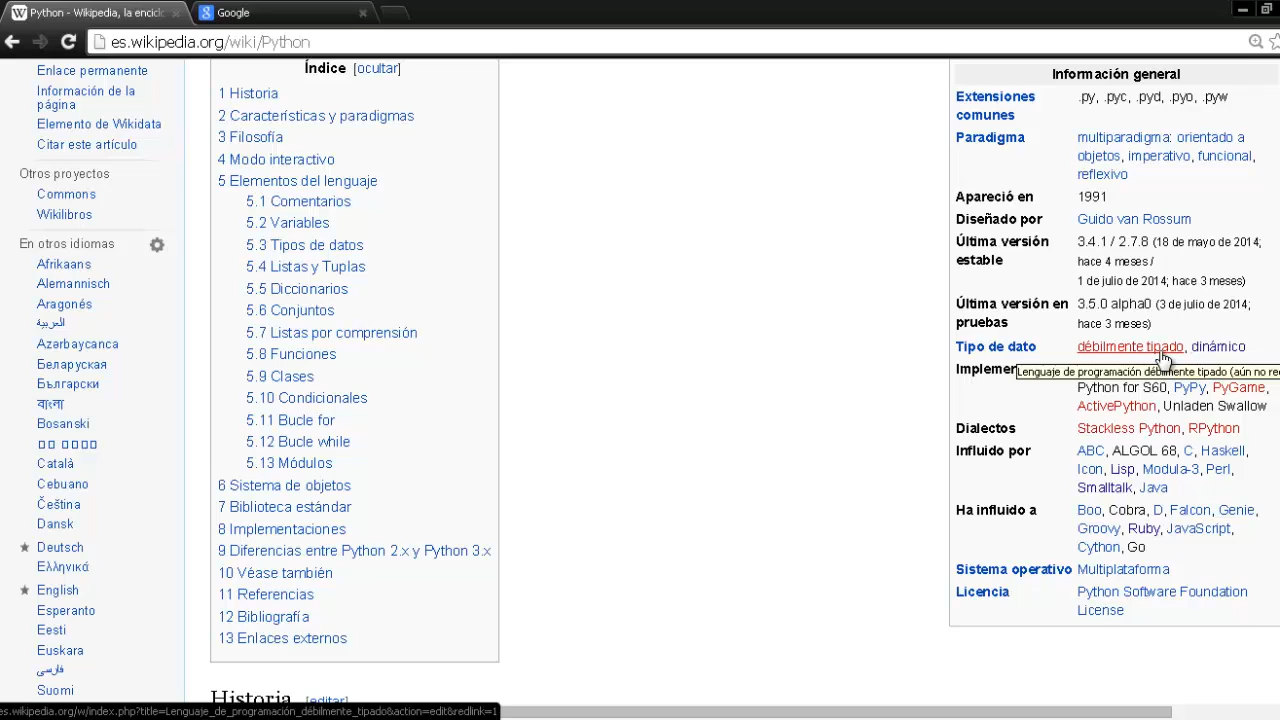 Python - Wikipedia, la encicl
Google
es.wikipedia.org/wiki/Python
Enlace permanente
Información de la
página
Elemento de Wikidata
Citar este artículo
Otros proyectos
Commons
Wikilibros
En otros idiomas
Afrikaans
Alemannisch
Aragonés
العربية
Azərbaycanca
Беларуская
Български
বাংলা
Bosanski
Català
Cebuano
Čeština
Dansk
Deutsch
Ελληνικά
English
Esperanto
Eesti
Euskara
فارسی
Suomi
Índice [ocultar]
1 Historia
2 Características y paradigmas
3 Filosofía
4 Modo interactivo
5 Elementos del lenguaje
5.1 Comentarios
5.2 Variables
5.3 Tipos de datos
5.4 Listas y Tuplas
5.5 Diccionarios
5.6 Conjuntos
5.7 Listas por comprensión
5.8 Funciones
5.9 Clases
5.10 Condicionales
5.11 Bucle for
5.12 Bucle while
5.13 Módulos
6 Sistema de objetos
7 Biblioteca estándar
8 Implementaciones
9 Diferencias entre Python 2.x y Python 3.x
10 Véase también
11 Referencias
12 Bibliografía
13 Enlaces externos
Historia [editar]
Información general
Extensiones .py, .pyc, .pyd, .pyo, .pyw
comunes
Paradigma multiparadigma: orientado a
objetos, imperativo, funcional,
reflexivo
Apareció en 1991
Diseñado por Guido van Rossum
Última versión 3.4.1 / 2.7.8 (18 de mayo de 2014;
estable hace 4 meses /
1 de julio de 2014; hace 3 meses)
Última versión en 3.5.0 alpha0 (3 de julio de 2014;
pruebas hace 3 meses)
Tipo de dato débilmente tipado, dinámico
Implemen
Lenguaje de programación débilmente tipado (aún no re
Python for S60, PyPy, PyGame,
ActivePython, Unladen Swallow
Dialectos Stackless Python, RPython
Influido por ABC, ALGOL 68, C, Haskell,
Icon, Lisp, Modula-3, Perl,
Smalltalk, Java
Ha influido a Boo, Cobra, D, Falcon, Genie,
Groovy, Ruby, JavaScript,
Cython, Go
Sistema operativo Multiplataforma
Licencia Python Software Foundation
License
es.wikipedia.org/w/index.php?title=Lenguaje_de_programación_débilmente_tipado&action=edit&redlink=1